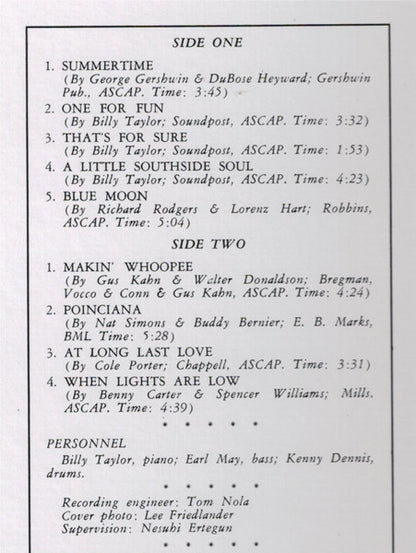 SIDE ONE
1. SUMMERTIME
(By George Gershwin & DuBose Heyward; Gershwin
Pub., ASCAP. Time: 3:45)
2. ONE FOR FUN
(By Billy Taylor; Soundpost, ASCAP. Time: 3:32)
3. THAT'S FOR SURE
(By Billy Taylor; Soundpost, ASCAP. Time: 1:53)
4. A LITTLE SOUTHSIDE SOUL
(By Billy Taylor; Soundpost, ASCAP. Time: 4:23)
5. BLUE MOON
(By Richard Rodgers & Lorenz Hart; Robbins,
ASCAP. Time: 5:04)
SIDE TWO
1. MAKIN' WHOOPEE
(By Gus Kahn & Walter Donaldson; Bregman,
Vocco & Conn & Gus Kahn, ASCAP. Time: 4:24)
2. POINCIANA
(By Nat Simons & Buddy Bernier; E. B. Marks,
BML Time: 5:28)
3. AT LONG LAST LOVE
(By Cole Porter; Chappell, ASCAP. Time: 3:31)
4. WHEN LIGHTS ARE LOW
(By Benny Carter & Spencer Williams; Mills.
ASCAP. Time: 4:39)
* * * * *
PERSONNEL
Billy Taylor, piano; Earl May, bass; Kenny Dennis,
drums.
* * * * *
Recording engineer: Tom Nola
Cover photo: Lee Friedlander
Supervision: Nesuhi Ertegun
* * * * *